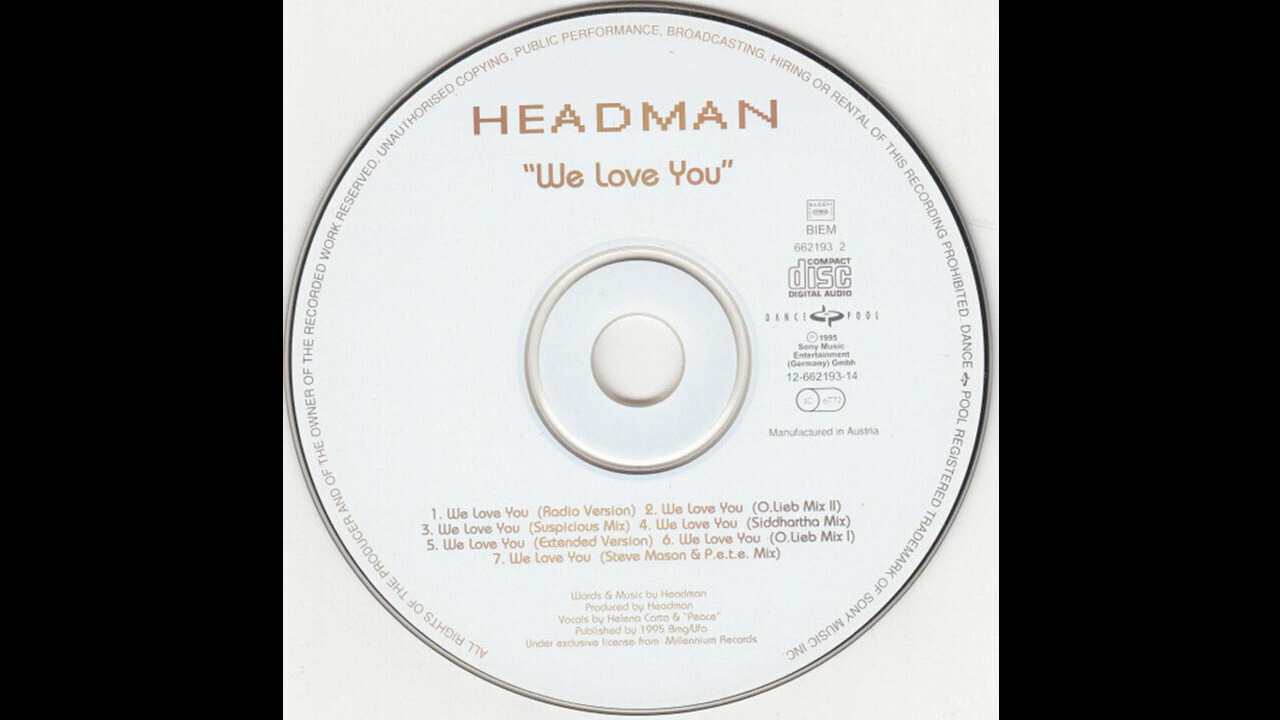 ALL RIGHTS OF THE PRODUCER AND OF THE OWNER OF THE RECORDED WORK RESERVED. UNAUTHORISED COPYING, PUBLIC PERFORMANCE, BROADCASTING, HIRING OR RENTAL OF THIS RECORDING PROHIBITED. DANCE POOL REGISTERED TRADEMARK OF SONY MUSIC INC.
HEADMAN
"We Love You"
BIEM
662193 2
COMPACT
disc
DIGITAL AUDIO
DANCE POOL
℗ 1995
Sony Music
Entertainment
(Germany) Gmbh
12-662193-14
LC 6772
Manufactured in Austria
1. We Love You (Radio Version) 2. We Love You (O.Lieb Mix II)
3. We Love You (Suspicious Mix) 4. We Love You (Siddhartha Mix)
5. We Love You (Extended Version) 6. We Love You (O.Lieb Mix I)
7. We Love You (Steve Mason & P.e.t.e. Mix)
Words & Music by Headman
Produced by Headman
Vocals by Helena Carta & "Peace"
Published by 1995 Bmg/Ufa
Under exclusive license from Millennium Records